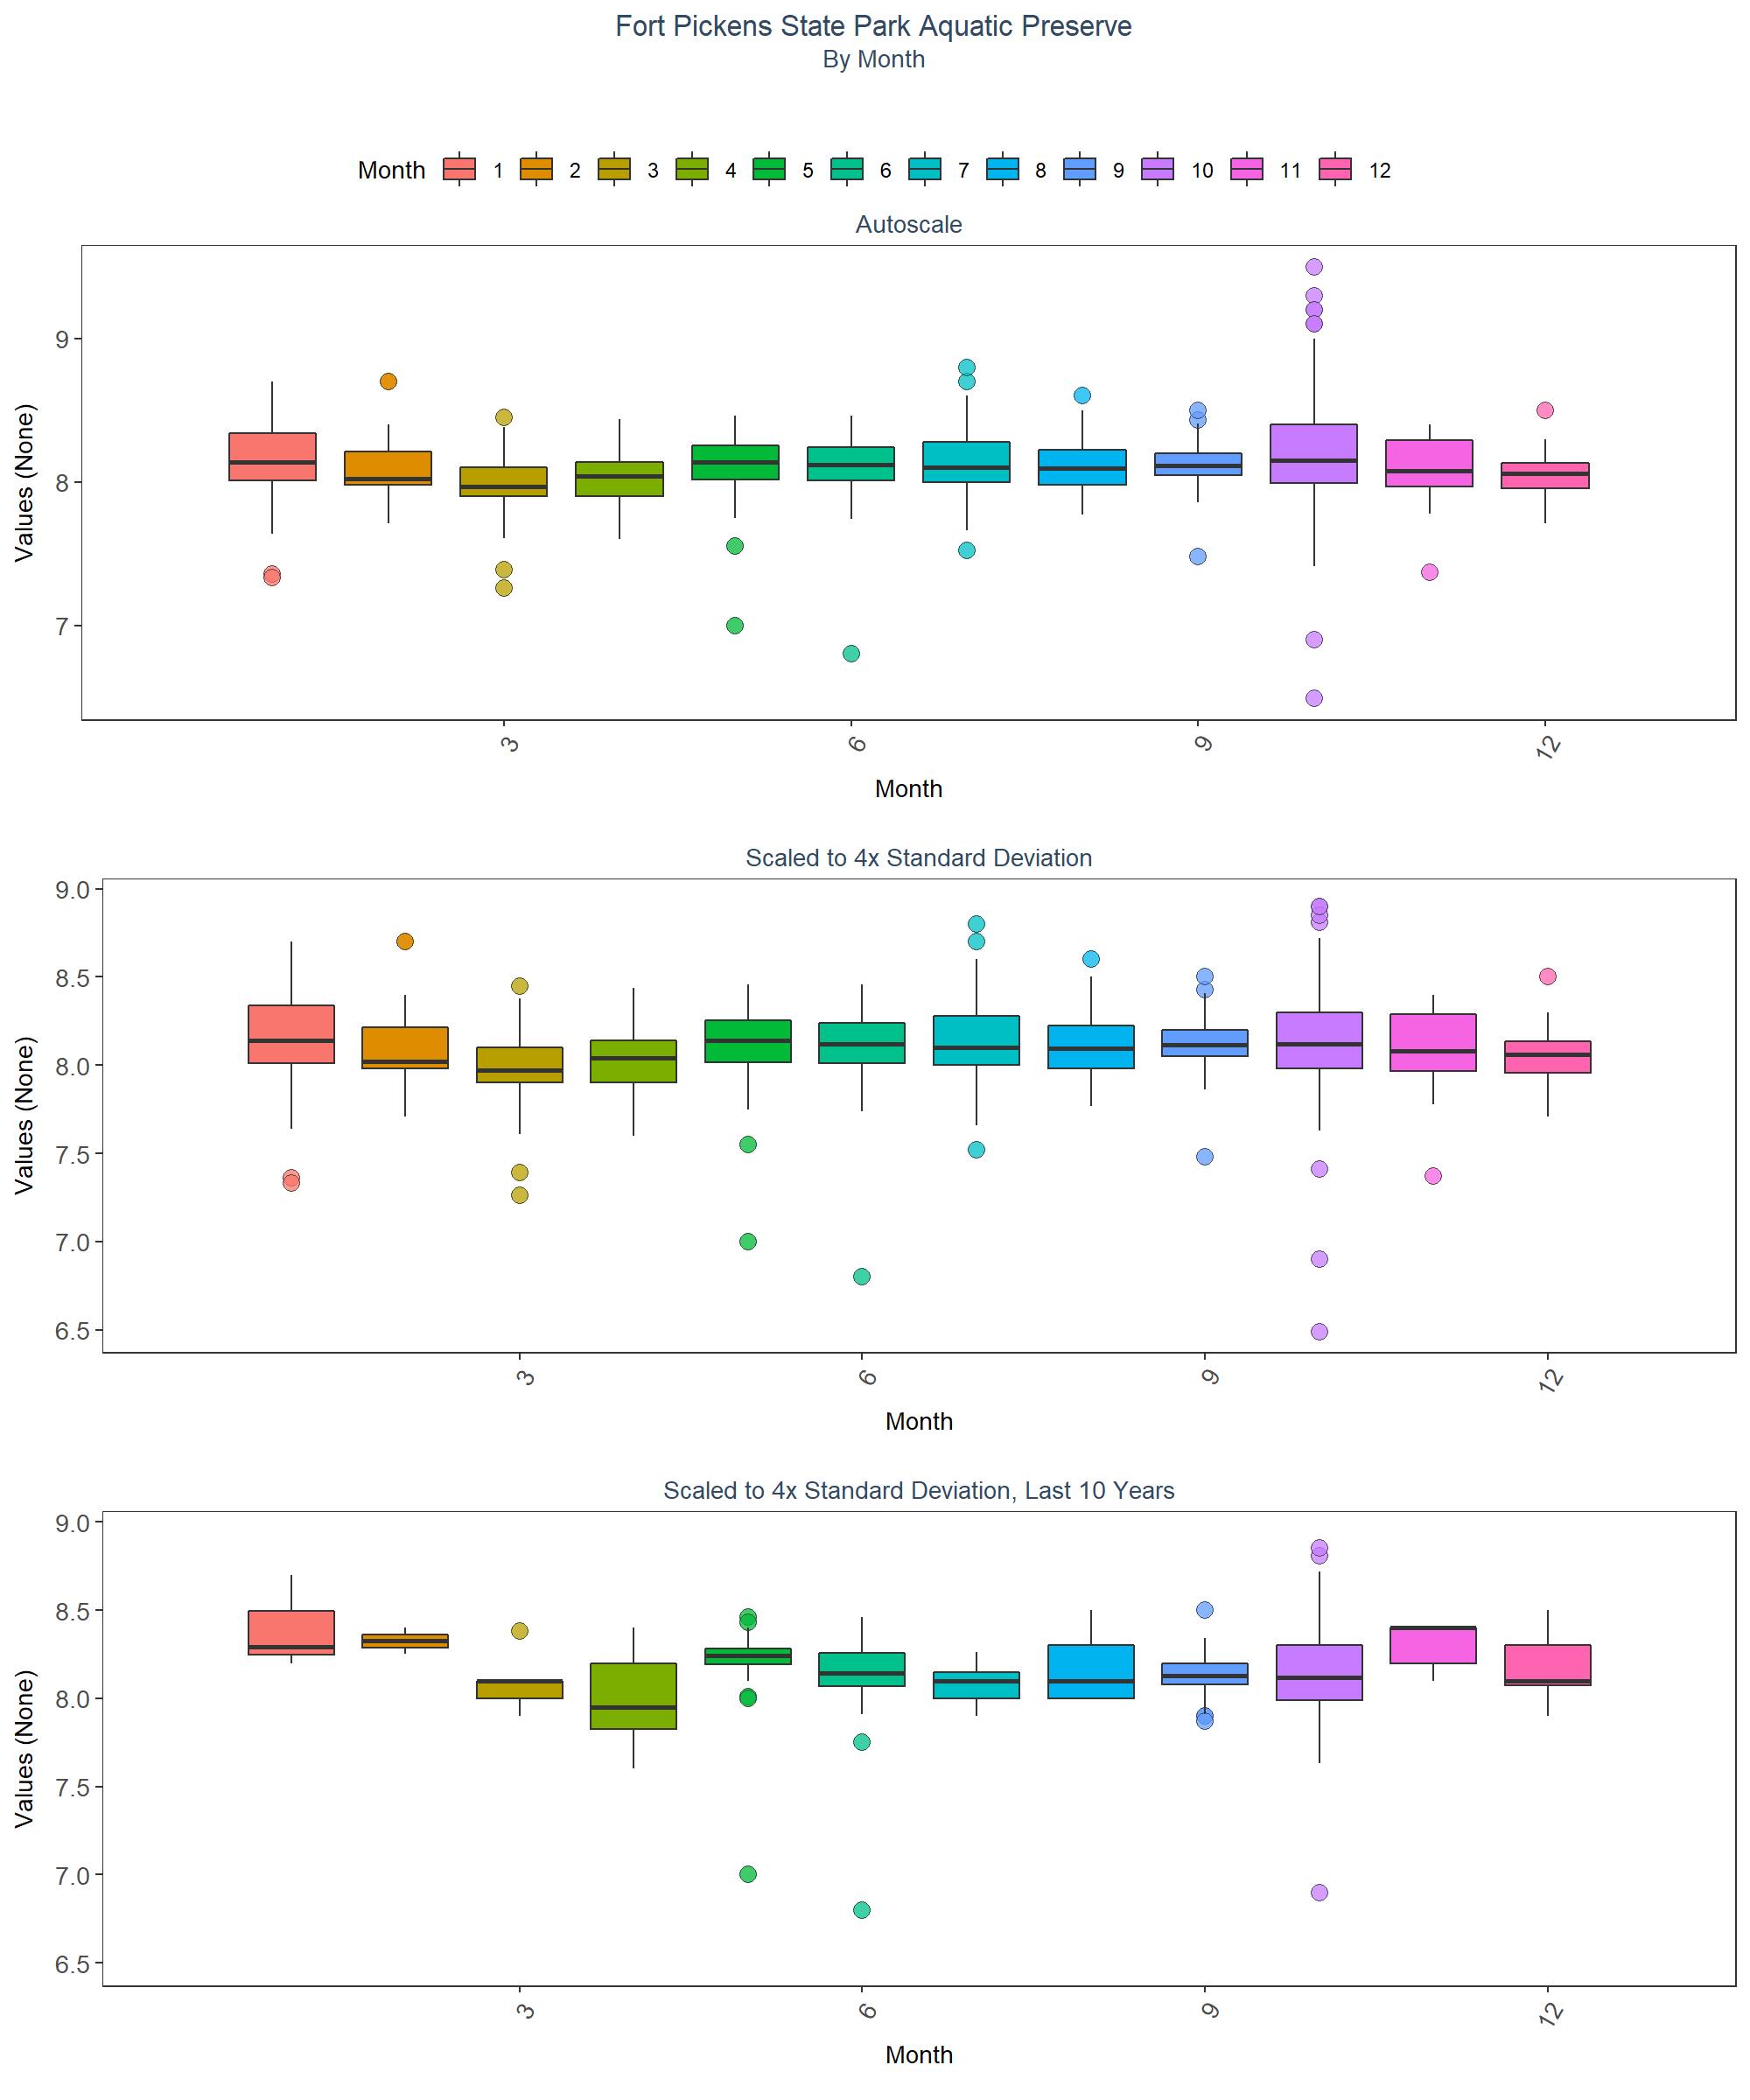 Fort Pickens State Park Aquatic Preserve
By Month
Month 1 2 3 4 5 6 7 8 9 10 11 12
Autoscale
Values (None)
9
8
7
3 6 9 12
Month
Scaled to 4x Standard Deviation
Values (None)
9.0
8.5
8.0
7.5
7.0
6.5
3 6 9 12
Month
Scaled to 4x Standard Deviation, Last 10 Years
Values (None)
9.0
8.5
8.0
7.5
7.0
6.5
3 6 9 12
Month